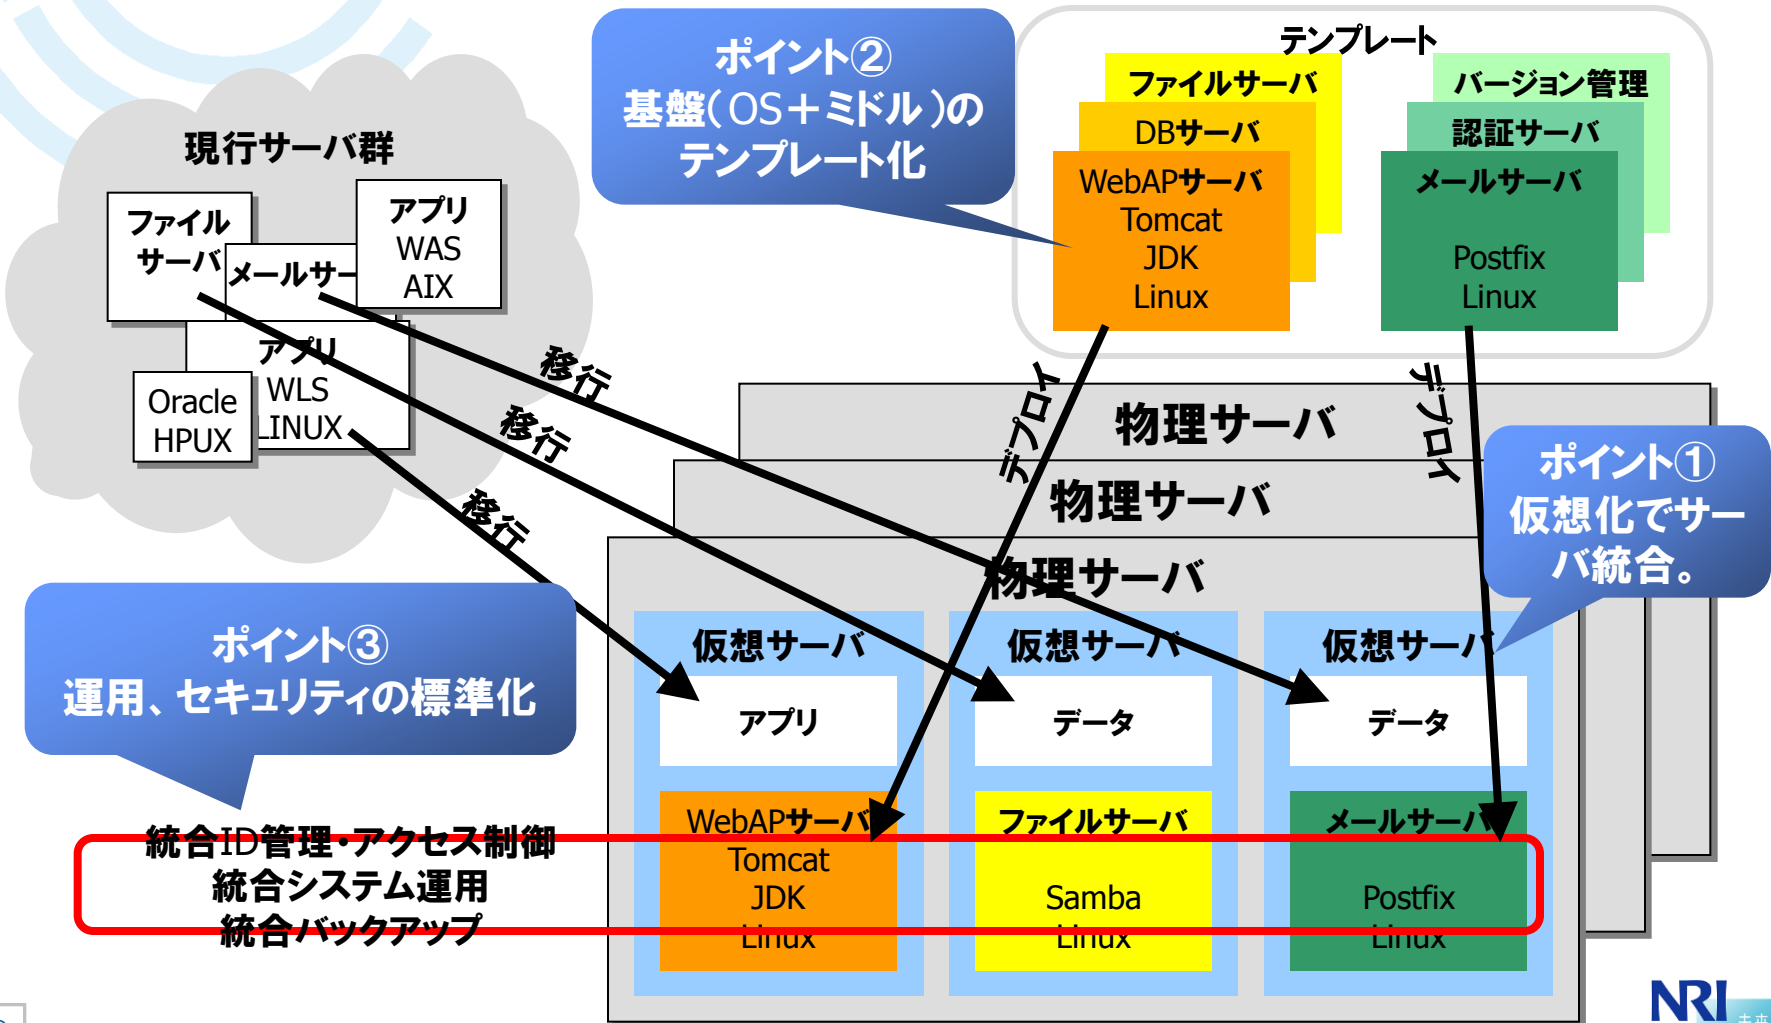 現行サーバ群
ファイル
サーバ
メールサー
アプリ
WAS
AIX
アプリ
WLS
LINUX
Oracle
HPUX
ポイント②
基盤(OS＋ミドル)の
テンプレート化
テンプレート
ファイルサーバ
DBサーバ
WebAPサーバ
Tomcat
JDK
Linux
バージョン管理
認証サーバ
メールサーバ
Postfix
Linux
移行
移行
移行
デプロイ
デプロイ
物理サーバ
物理サーバ
物理サーバ
ポイント①
仮想化でサー
バ統合。
ポイント③
運用、セキュリティの標準化
仮想サーバ
アプリ
WebAPサーバ
Tomcat
JDK
Linux
仮想サーバ
データ
ファイルサーバ
Samba
Linux
仮想サーバ
データ
メールサーバ
Postfix
Linux
統合ID管理・アクセス制御
統合システム運用
統合バックアップ
NRI